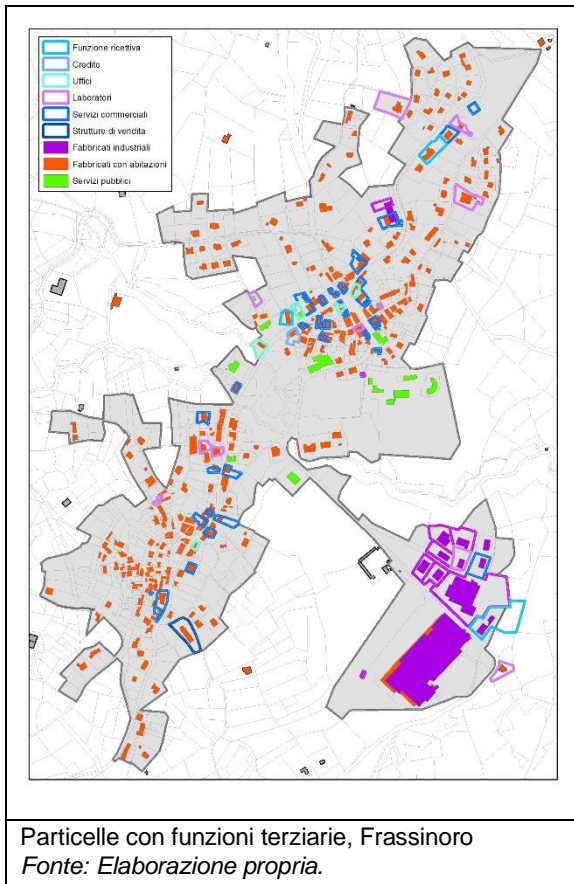 Funzione ricettiva
Credito
Uffici
Laboratori
Servizi commerciali
Strutture di vendita
Fabbricati industriali
Fabbricati con abitazioni
Servizi pubblici
Particelle con funzioni terziarie, Frassinoro
Fonte: Elaborazione propria.